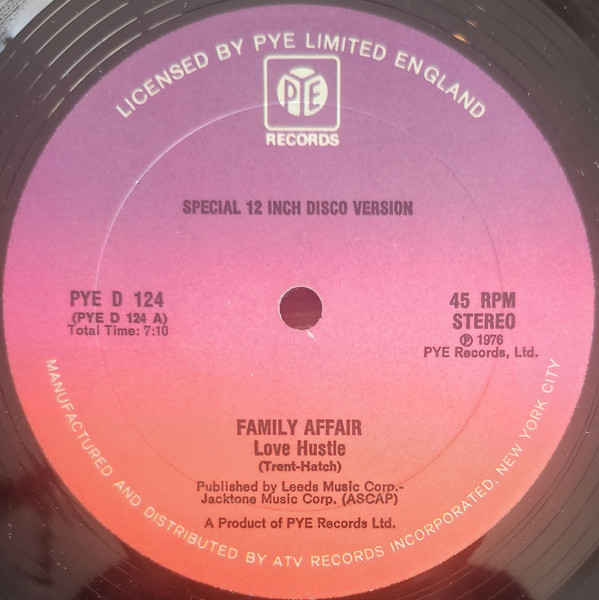 LICENSED BY PYE LIMITED ENGLAND
PYE
RECORDS
SPECIAL 12 INCH DISCO VERSION
PYE D 124
(PYE D 124 A)
Total Time: 7:10
45 RPM
STEREO
Ⓟ 1976
PYE Records, Ltd.
FAMILY AFFAIR
Love Hustle
(Trent-Hatch)
Published by Leeds Music Corp.-
Jacktone Music Corp. (ASCAP)
A Product of PYE Records Ltd.
MANUFACTURED AND DISTRIBUTED BY ATV RECORDS INCORPORATED, NEW YORK CITY